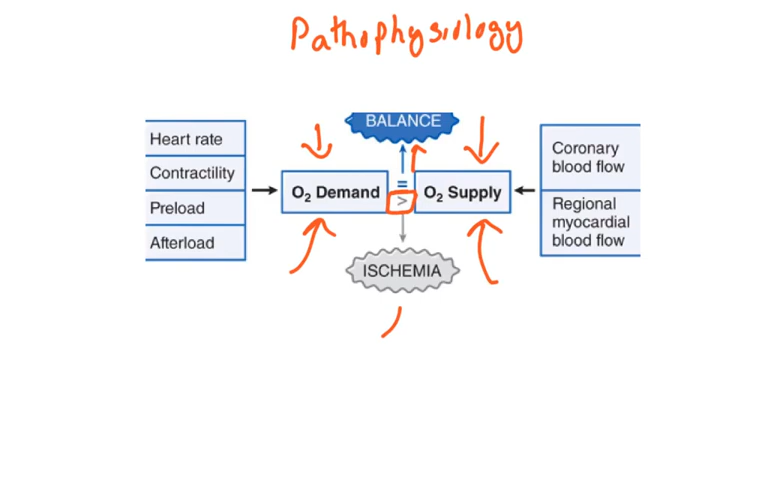 Pathophysiology
BALANCE
Heart rate
Contractility
Preload
Afterload
O₂ Demand
=
>
O₂ Supply
Coronary
blood flow
Regional
myocardial
blood flow
ISCHEMIA